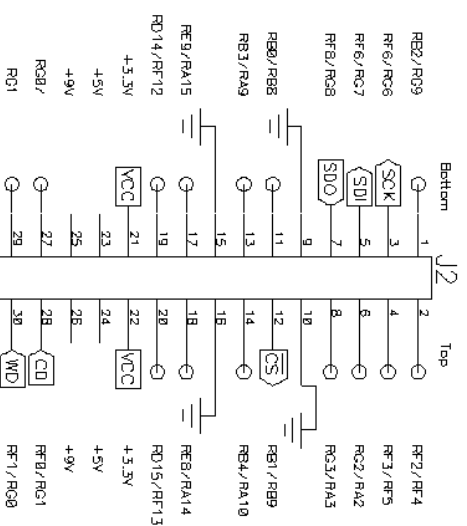 J2
Bottom Top
RB2/RG9 1 2 RF2/RF4
RF6/RG6 SCK 3 4 RF3/RF5
RF6/RG7 SDI 5 6 RG2/RA2
RF8/RG8 SDO 7 8 RG3/RA3
9 10
RB0/RB8 11 12 CS RB1/RB9
RB3/RA9 13 14 RB4/RA10
15 16
RE9/RA15 17 18 RE8/RA14
RD14/RF12 19 20 RD15/RF13
+3.3V VCC 21 22 VCC +3.3V
+5V 23 24 +5V
+9V 25 26 +9V
RG0/ 27 28 CD RF0/RG1
RG1 29 30 WD RF1/RG0